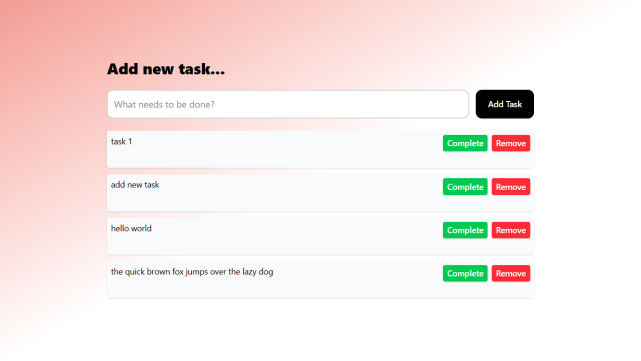 Add new task...
What needs to be done?
Add Task
task 1
Complete Remove
add new task
Complete Remove
hello world
Complete Remove
the quick brown fox jumps over the lazy dog
Complete Remove